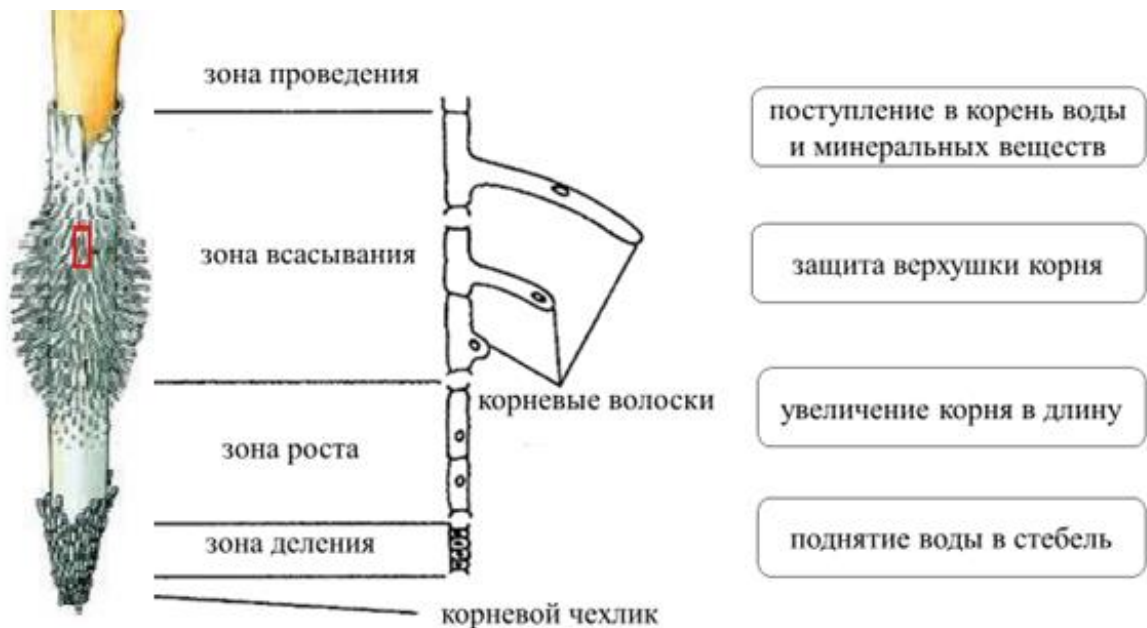 зона проведения
зона всасывания
корневые волоски
зона роста
зона деления
корневой чехлик
поступление в корень воды
и минеральных веществ
защита верхушки корня
увеличение корня в длину
поднятие воды в стебель